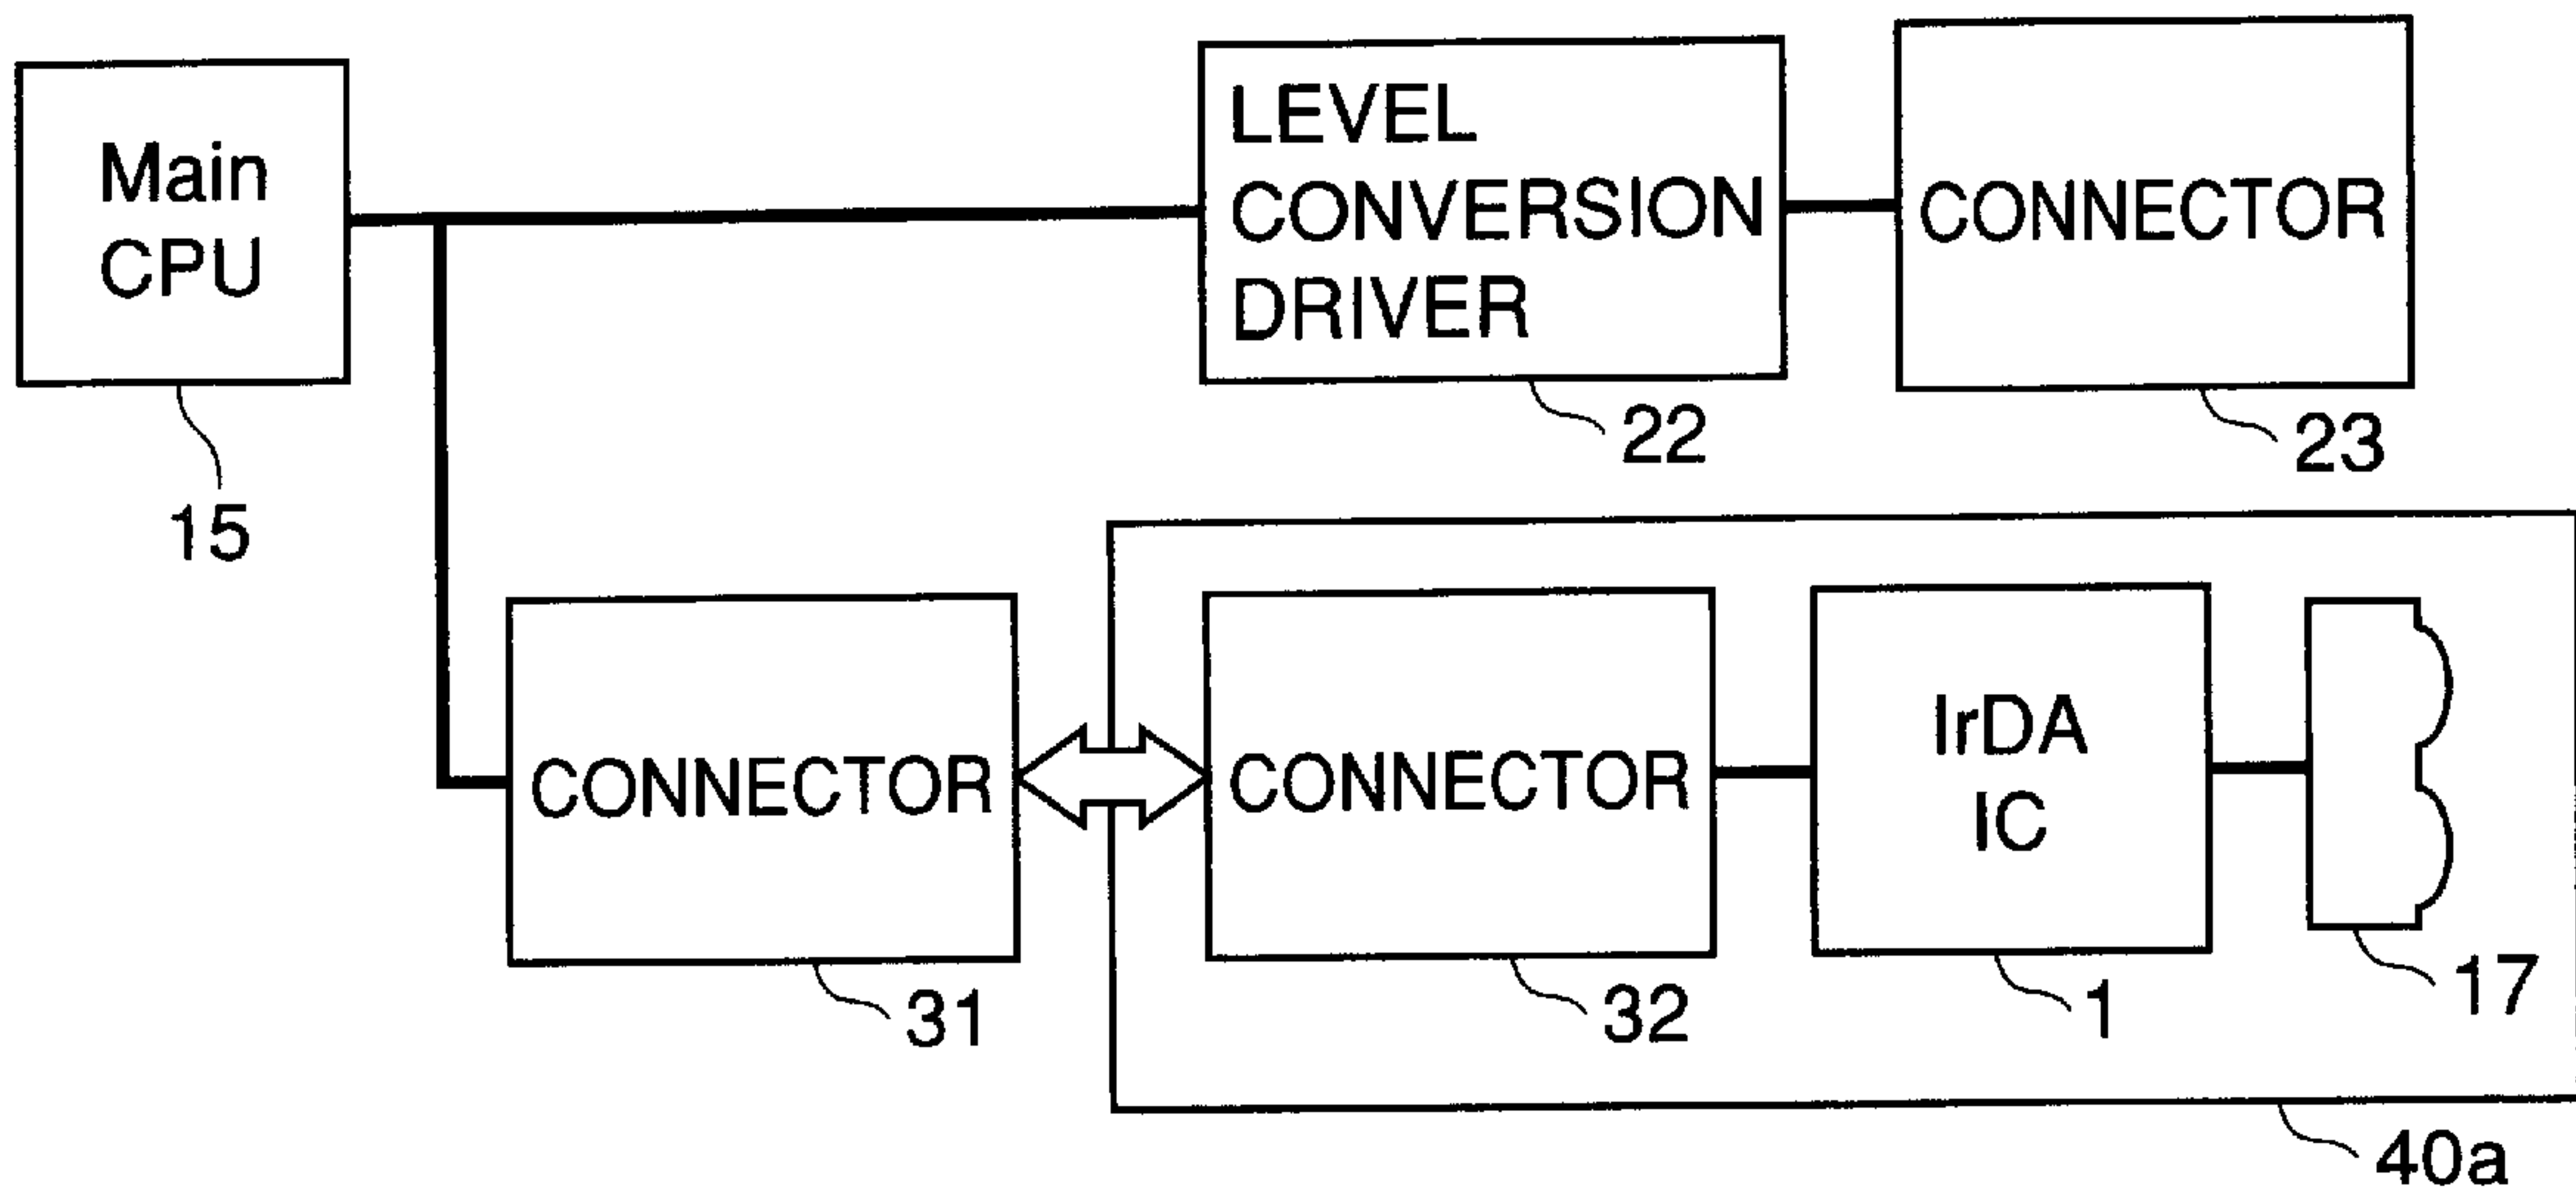 Main
CPU
LEVEL
CONVERSION
DRIVER
CONNECTOR
15
22
23
CONNECTOR
CONNECTOR
IrDA
IC
31
32
1
17
40a